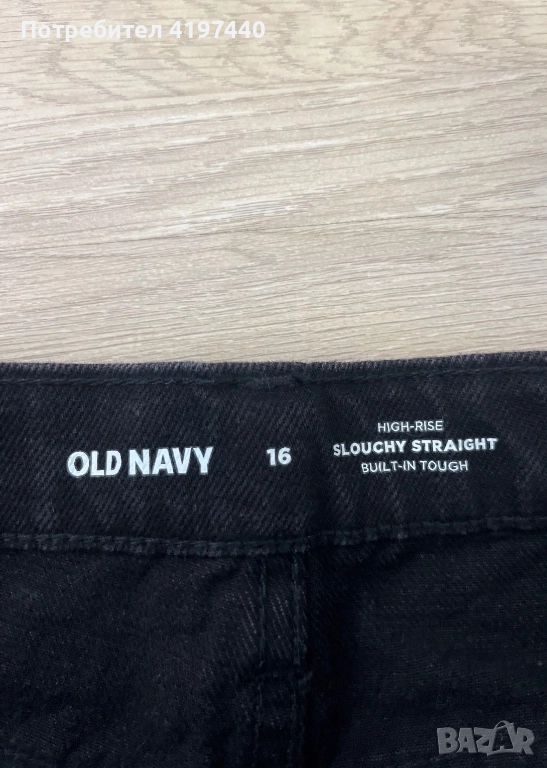 Потребител 4197440
OLD NAVY
16
HIGH-RISE
SLOUCHY STRAIGHT
BUILT-IN TOUGH
BAZAR